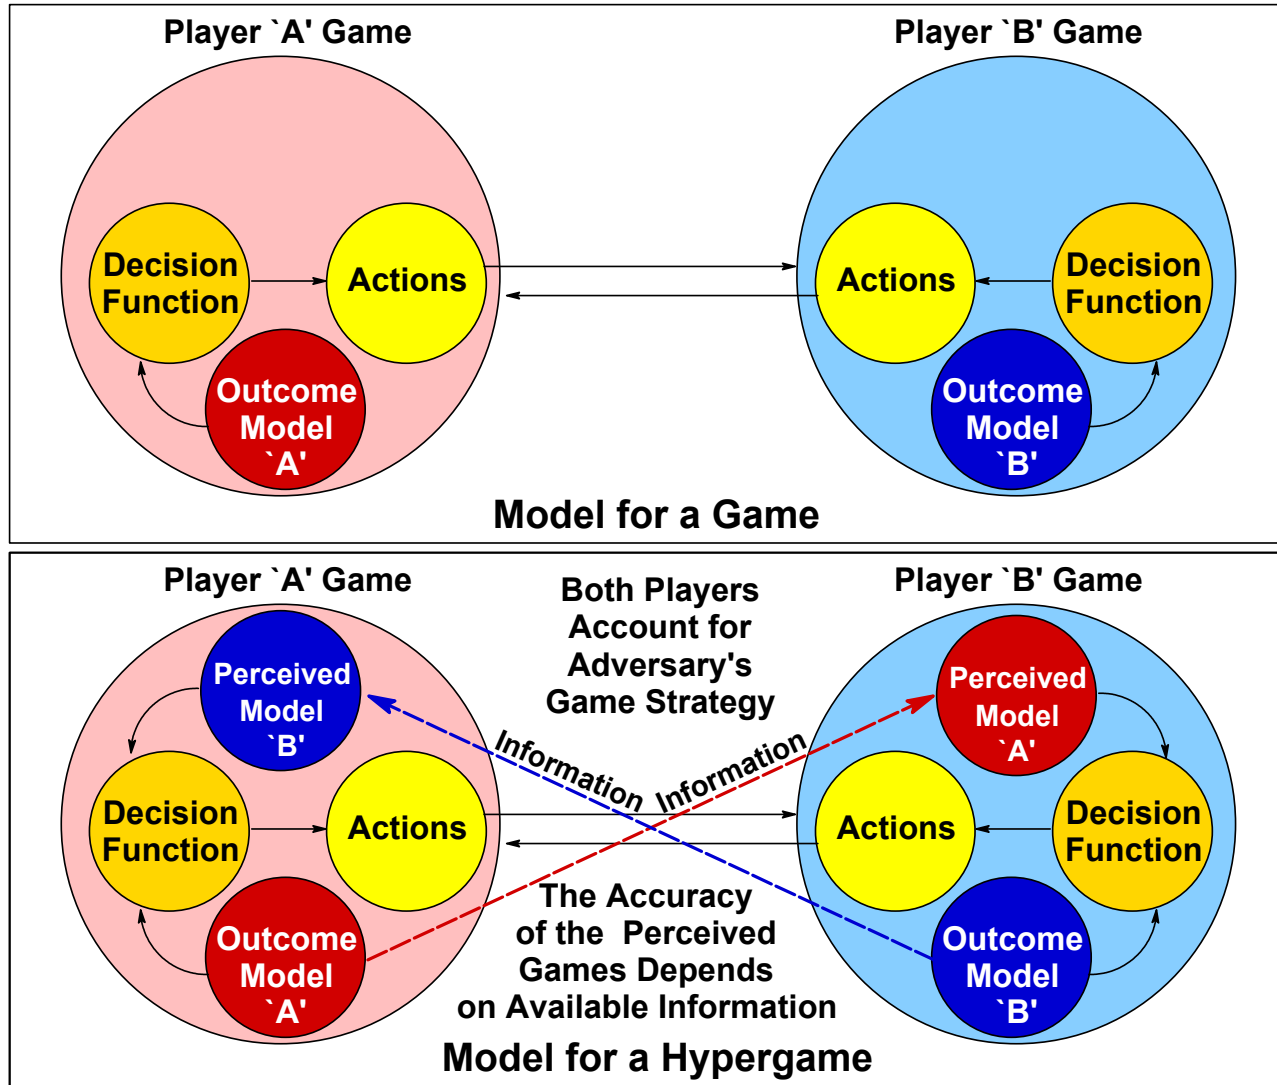 Player `A' Game
Player `B' Game
Decision
Function
Actions
Outcome
Model
`A'
Actions
Decision
Function
Outcome
Model
`B'
Model for a Game
Player `A' Game
Player `B' Game
Both Players
Account for
Adversary's
Game Strategy
Perceived
Model
`B'
Perceived
Model
`A'
Information
Information
Decision
Function
Actions
Actions
Decision
Function
Outcome
Model
`A'
The Accuracy
of the  Perceived
Games Depends
on Available Information
Outcome
Model
`B'
Model for a Hypergame